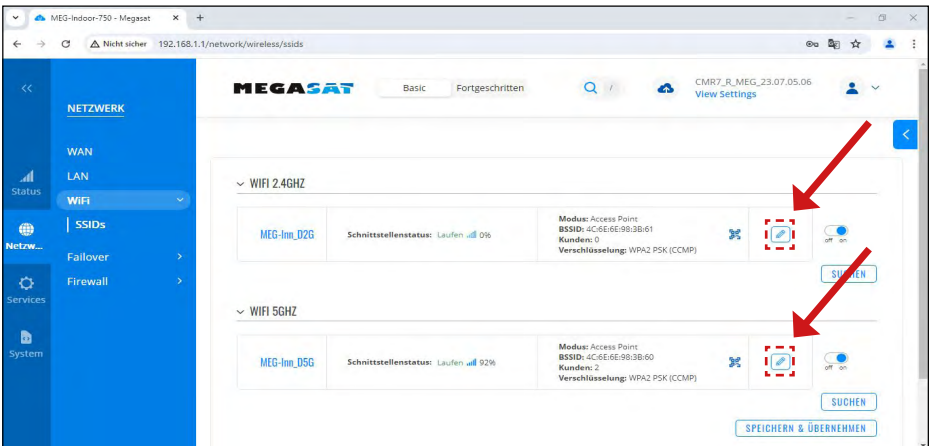 MEG-Indoor-750 - Megasat
Nicht sicher 192.168.1.1/network/wireless/ssids
MEGASAT
Basic Fortgeschritten
/
CMR7_R_MEG_23.07.05.06
View Settings
NETZWERK
WAN
LAN
WiFi
SSIDs
Failover
Firewall
Status
Netzw...
Services
System
WIFI 2.4GHZ
MEG-Inn_D2G
Schnittstellenstatus: Laufen 0%
Modus: Access Point
BSSID: 4C:6E:6E:98:3B:61
Kunden: 0
Verschlüsselung: WPA2 PSK (CCMP)
off on
SUCHEN
WIFI 5GHZ
MEG-Inn_D5G
Schnittstellenstatus: Laufen 92%
Modus: Access Point
BSSID: 4C:6E:6E:98:3B:60
Kunden: 2
Verschlüsselung: WPA2 PSK (CCMP)
off on
SUCHEN
SPEICHERN & ÜBERNEHMEN